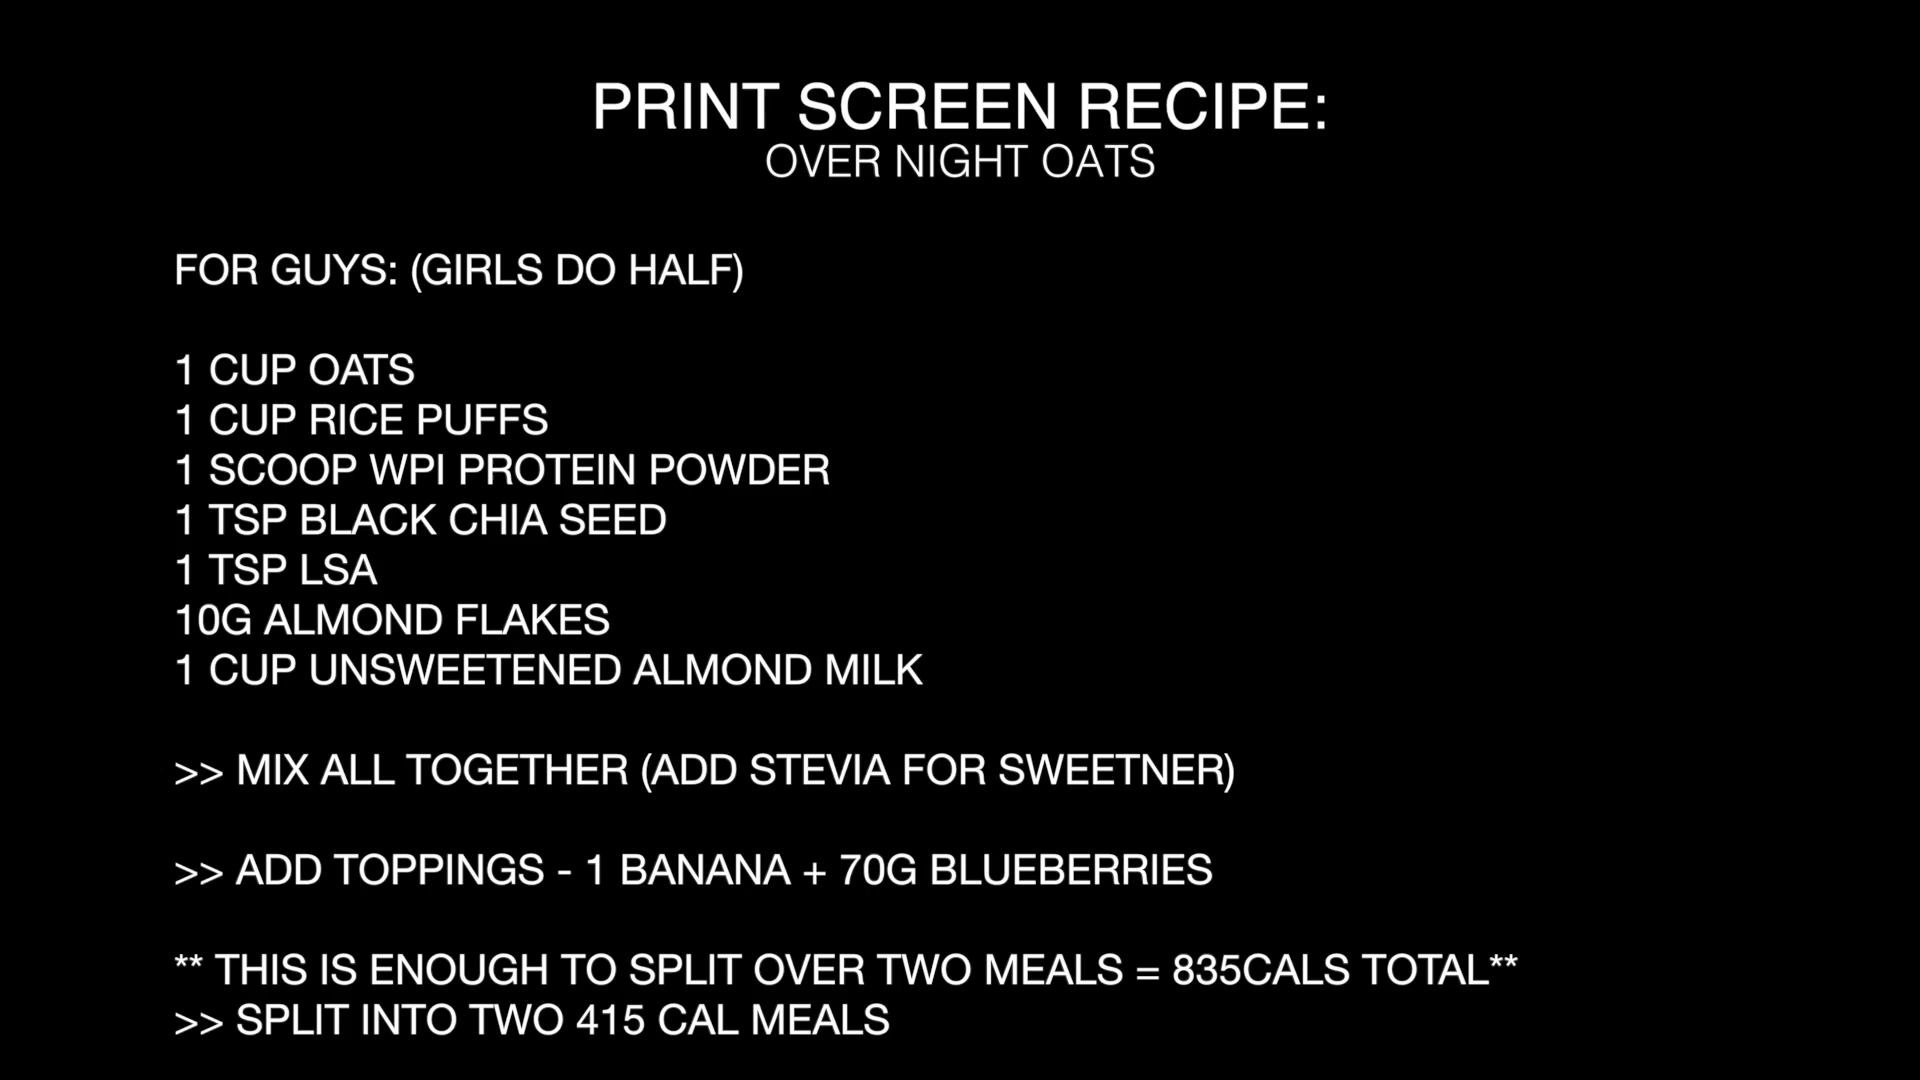 PRINT SCREEN RECIPE:
OVER NIGHT OATS
FOR GUYS: (GIRLS DO HALF)
1 CUP OATS
1 CUP RICE PUFFS
1 SCOOP WPI PROTEIN POWDER
1 TSP BLACK CHIA SEED
1 TSP LSA
10G ALMOND FLAKES
1 CUP UNSWEETENED ALMOND MILK
>> MIX ALL TOGETHER (ADD STEVIA FOR SWEETNER)
>> ADD TOPPINGS - 1 BANANA + 70G BLUEBERRIES
** THIS IS ENOUGH TO SPLIT OVER TWO MEALS = 835CALS TOTAL**
>> SPLIT INTO TWO 415 CAL MEALS